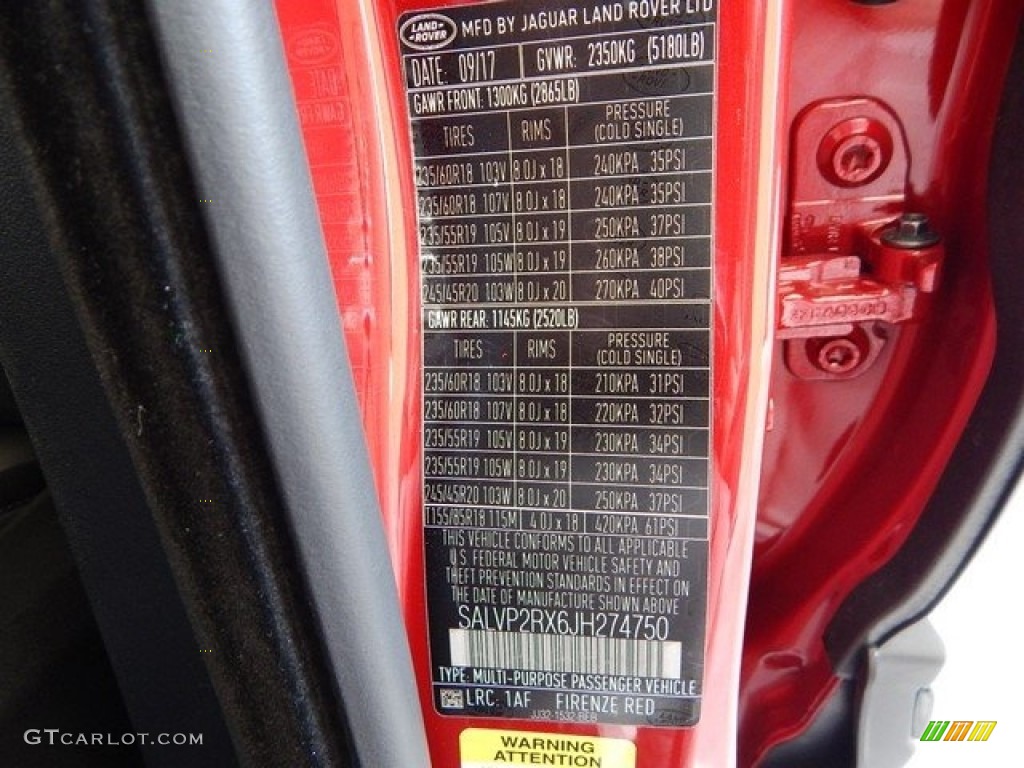 LAND ROVER MFD BY JAGUAR LAND ROVER LTD
DATE: 09/17 GVWR: 2350KG (5180LB)
GAWR FRONT: 1300KG (2865LB)
TIRES RIMS PRESSURE (COLD SINGLE)
235/60R18 103V 8.0J x 18 240KPA 35PSI
235/60R18 107V 8.0J x 18 240KPA 35PSI
235/55R19 105V 8.0J x 19 250KPA 37PSI
235/55R19 105W 8.0J x 19 260KPA 38PSI
245/45R20 103W 8.0J x 20 270KPA 40PSI
GAWR REAR: 1145KG (2520LB)
TIRES RIMS PRESSURE (COLD SINGLE)
235/60R18 103V 8.0J x 18 210KPA 31PSI
235/60R18 107V 8.0J x 18 220KPA 32PSI
235/55R19 105V 8.0J x 19 230KPA 34PSI
235/55R19 105W 8.0J x 19 230KPA 34PSI
245/45R20 103W 8.0J x 20 250KPA 37PSI
T155/85R18 115M 4.0J x 18 420KPA 61PSI
THIS VEHICLE CONFORMS TO ALL APPLICABLE
U.S. FEDERAL MOTOR VEHICLE SAFETY AND
THEFT PREVENTION STANDARDS IN EFFECT ON
THE DATE OF MANUFACTURE SHOWN ABOVE
SALVP2RX6JH274750
TYPE: MULTI-PURPOSE PASSENGER VEHICLE
LRC: 1AF FIRENZE RED
JJ32-1532-BEB
WARNING
ATTENTION
GTCARLOT.COM